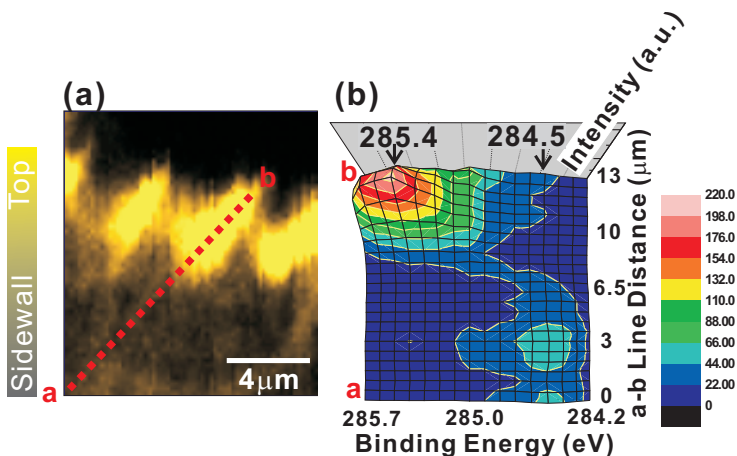 (a)
(b)
Top
Sidewall
a
b
4μm
285.4
284.5
Intensity (a.u.)
b
a
13
10
6.5
3
0
a-b Line Distance (μm)
285.7
285.0
284.2
Binding Energy (eV)
220.0
198.0
176.0
154.0
132.0
110.0
88.00
66.00
44.00
22.00
0